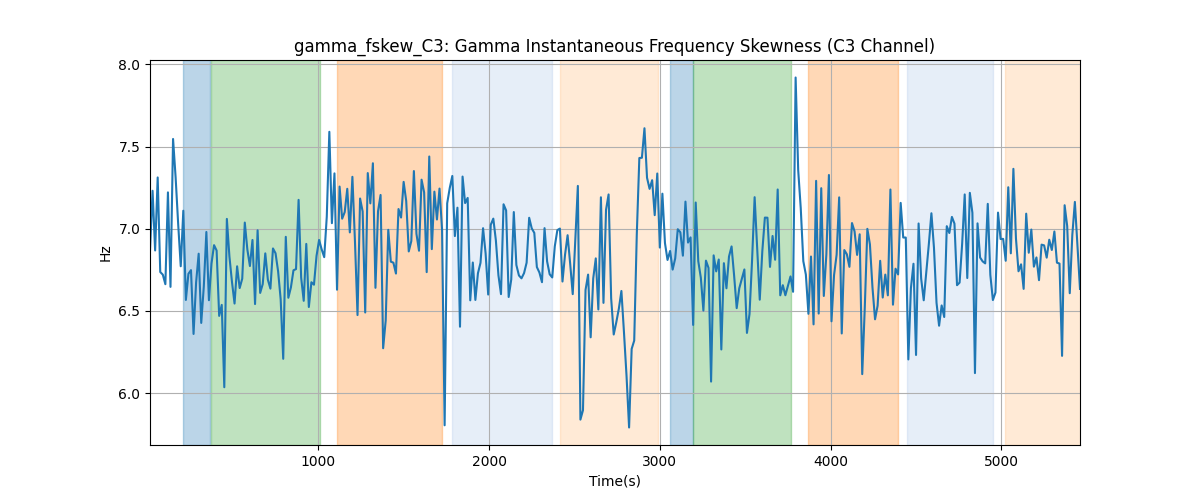 gamma_fskew_C3: Gamma Instantaneous Frequency Skewness (C3 Channel)
8.0
7.5
7.0
6.5
6.0
Hz
1000 2000 3000 4000 5000
Time(s)